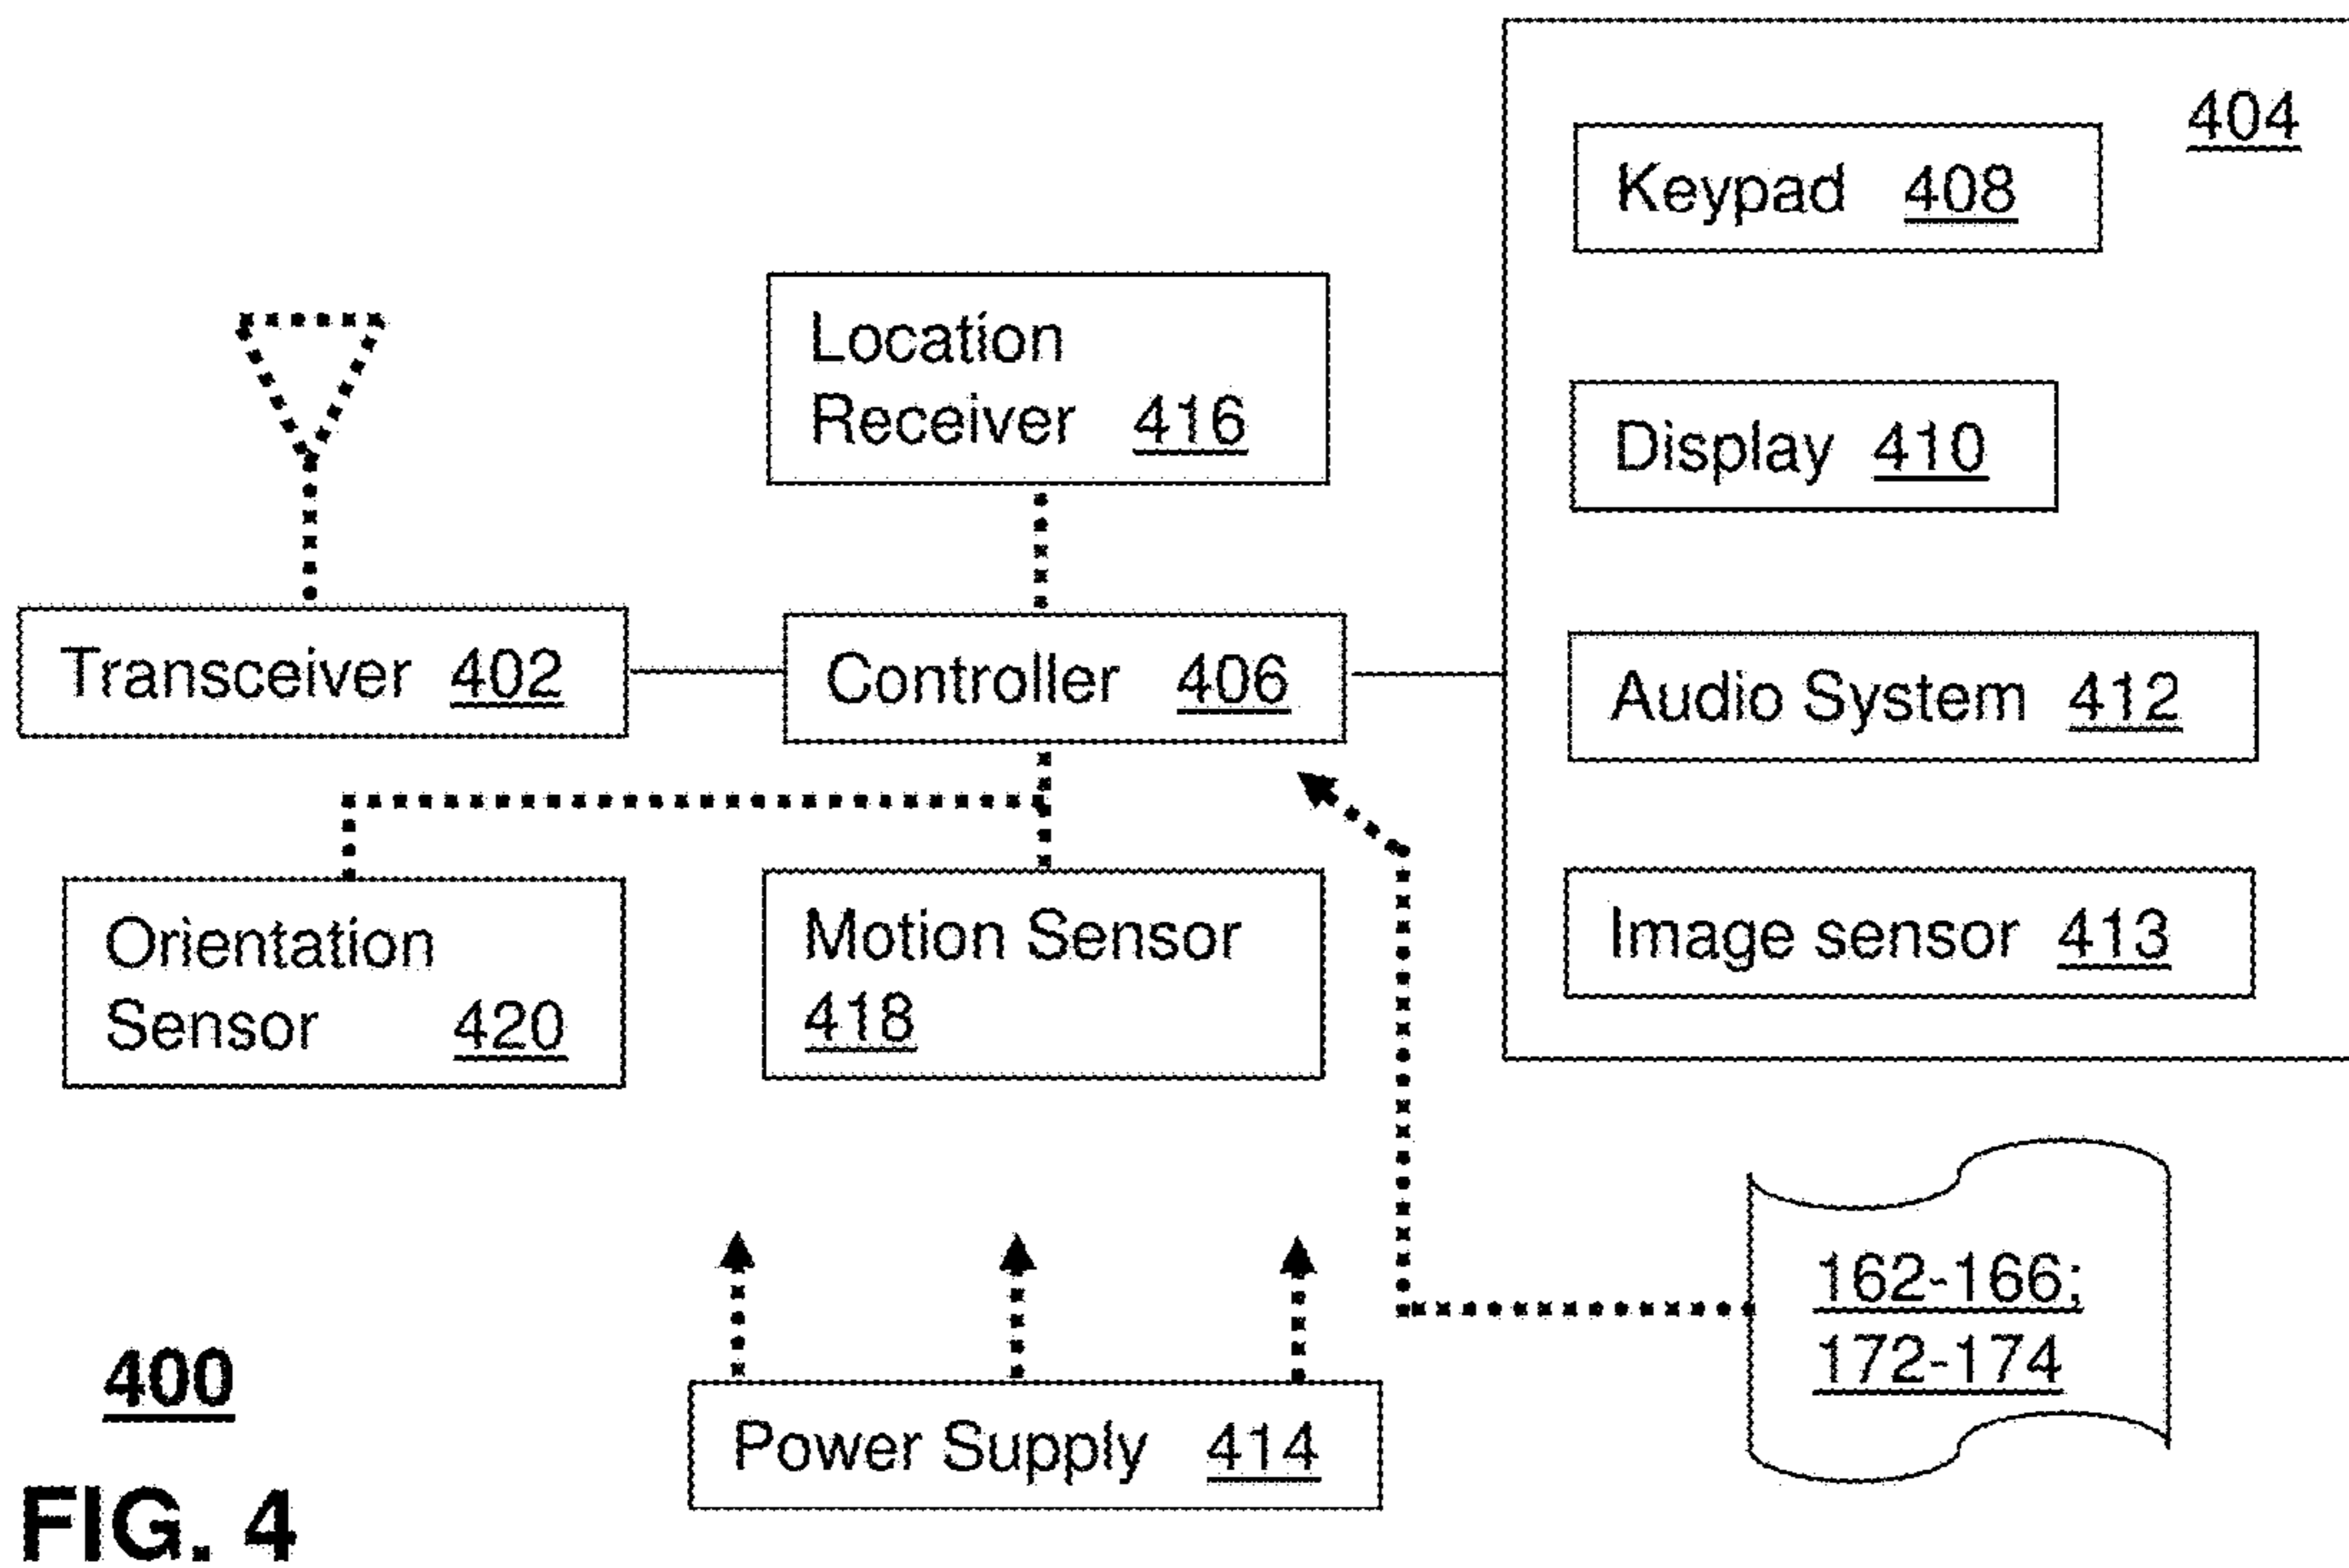 404
Keypad 408
Location
Receiver 416
Display 410
Transceiver 402
Controller 406
Audio System 412
Orientation
Sensor 420
Motion Sensor
418
Image sensor 413
162-166;
172-174
400
Power Supply 414
FIG. 4